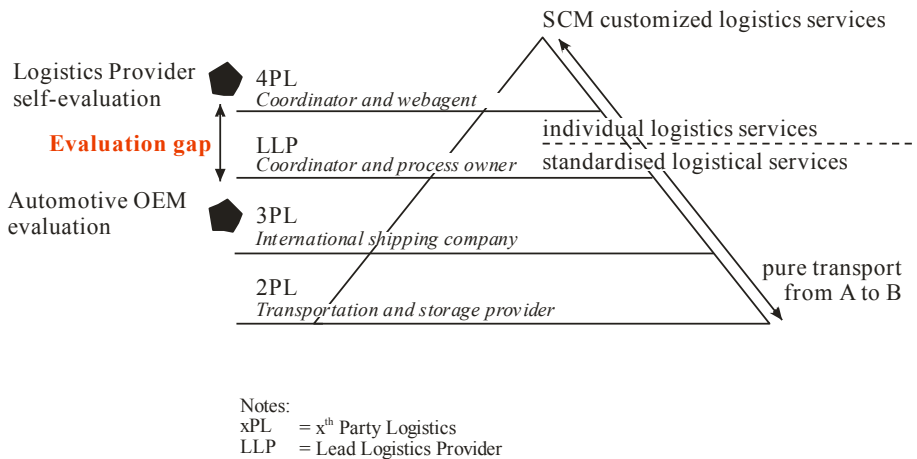 SCM customized logistics services
Logistics Provider
self-evaluation
4PL
Coordinator and webagent
Evaluation gap
individual logistics services
LLP
Coordinator and process owner
standardised logistical services
Automotive OEM
evaluation
3PL
International shipping company
pure transport
from A to B
2PL
Transportation and storage provider
Notes:
xPL = xth Party Logistics
LLP = Lead Logistics Provider